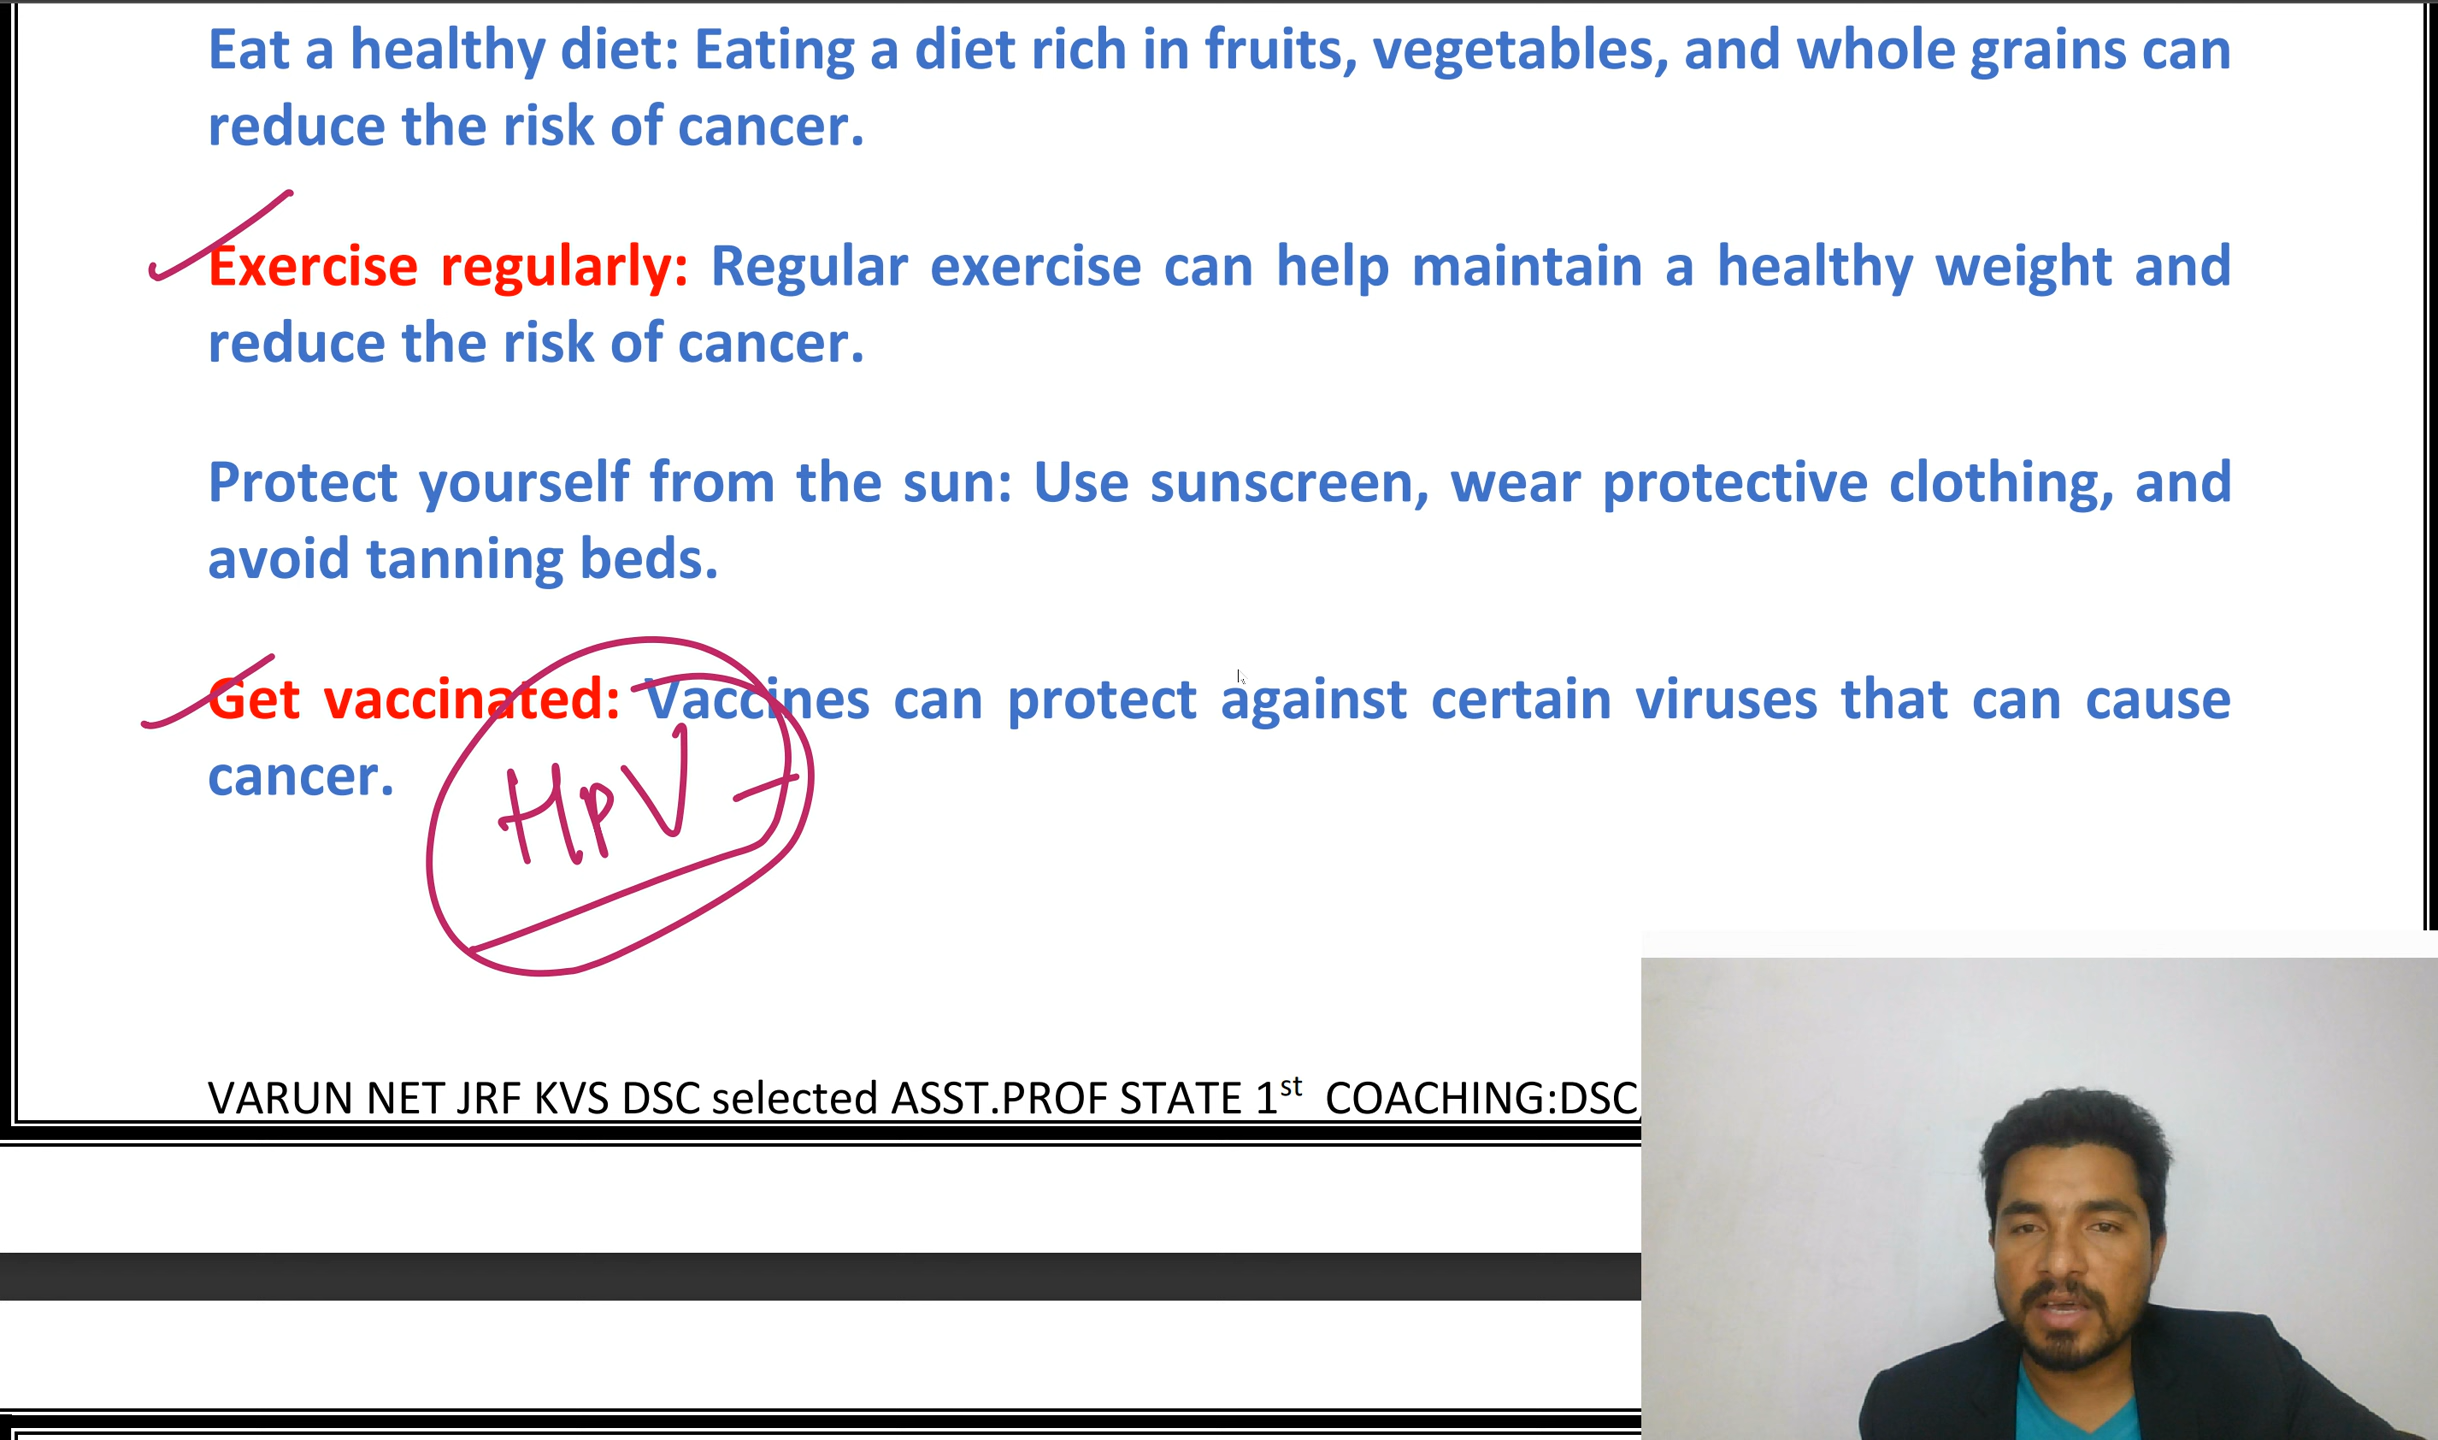 Eat a healthy diet: Eating a diet rich in fruits, vegetables, and whole grains can
reduce the risk of cancer.
Exercise regularly: Regular exercise can help maintain a healthy weight and
reduce the risk of cancer.
Protect yourself from the sun: Use sunscreen, wear protective clothing, and
avoid tanning beds.
Get vaccinated: Vaccines can protect against certain viruses that can cause
cancer.
HPV
VARUN NET JRF KVS DSC selected ASST.PROF STATE 1st COACHING:DSC,